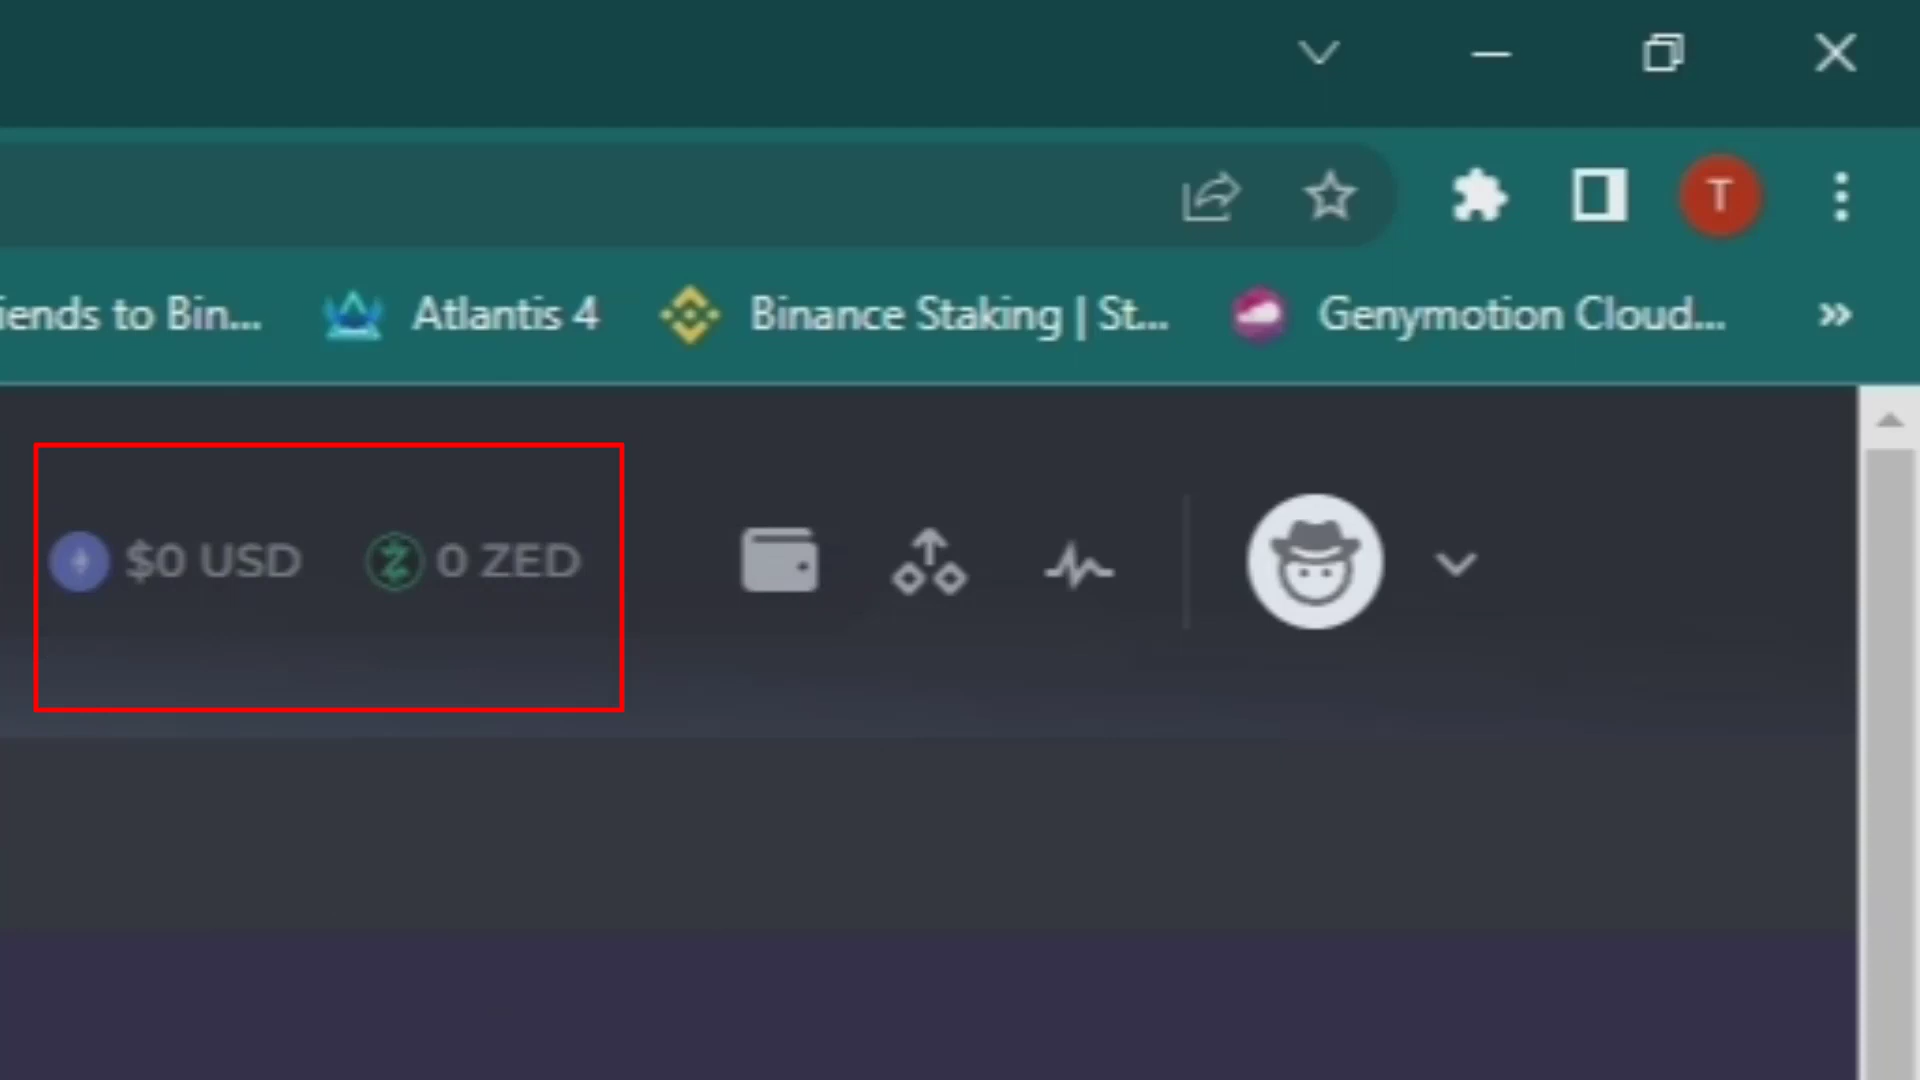 T
iends to Bin... Atlantis 4 Binance Staking | St... Genymotion Cloud...
$0 USD 0 ZED